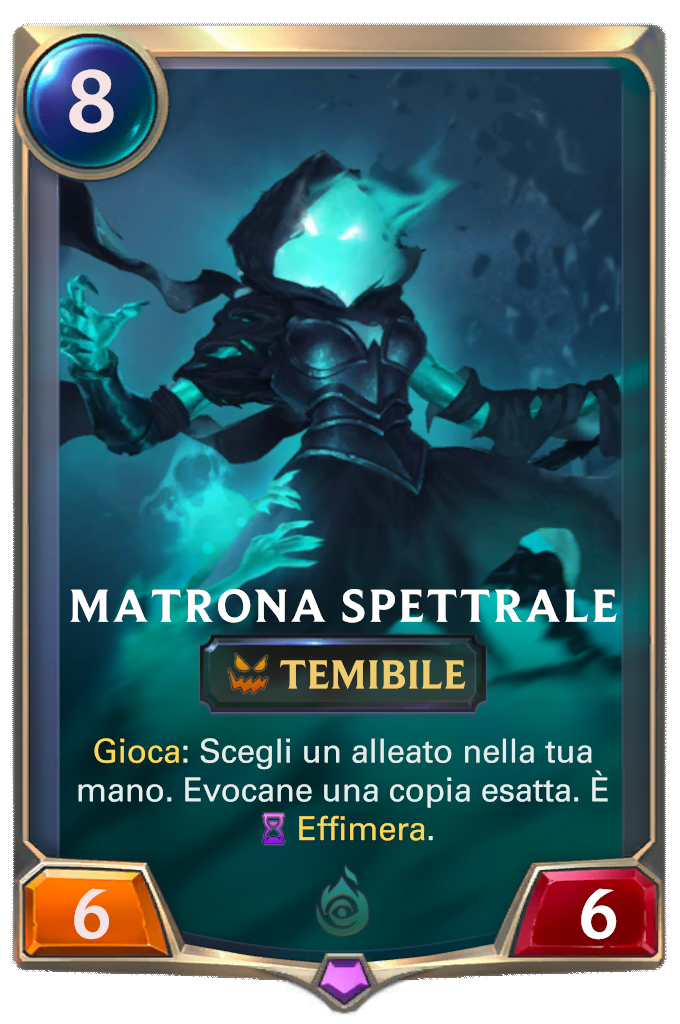 8
MATRONA SPETTRALE
TEMIBILE
Gioca: Scegli un alleato nella tua
mano. Evocane una copia esatta. È
Effimera.
6
6